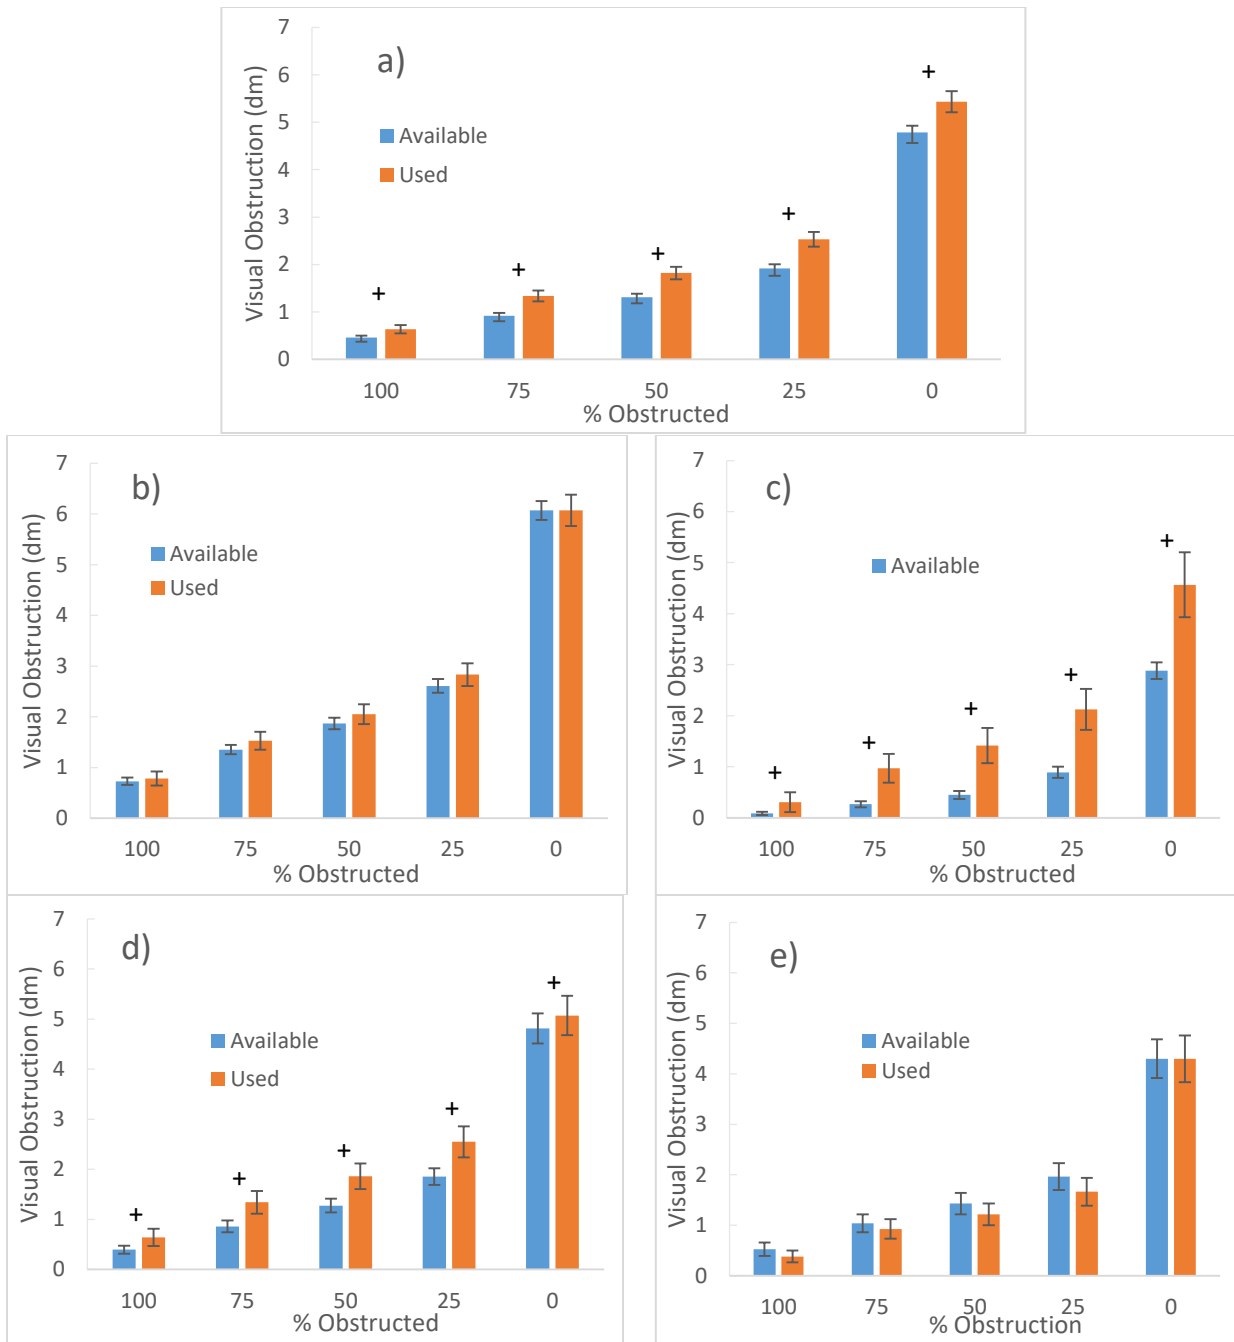 a)
Visual Obstruction (dm)
7
6
5
4
3
2
1
0
Available
Used
+ + + + +
100 75 50 25 0
% Obstructed
b)
Visual Obstruction (dm)
7
6
5
4
3
2
1
0
Available
Used
100 75 50 25 0
% Obstructed
c)
Visual Obstruction (dm)
7
6
5
4
3
2
1
0
Available
+ + + + +
100 75 50 25 0
% Obstructed
d)
Visual Obstruction (dm)
7
6
5
4
3
2
1
0
Available
Used
+ + + + +
100 75 50 25 0
% Obstructed
e)
Visual Obstruction (dm)
7
6
5
4
3
2
1
0
Available
Used
100 75 50 25 0
% Obstruction